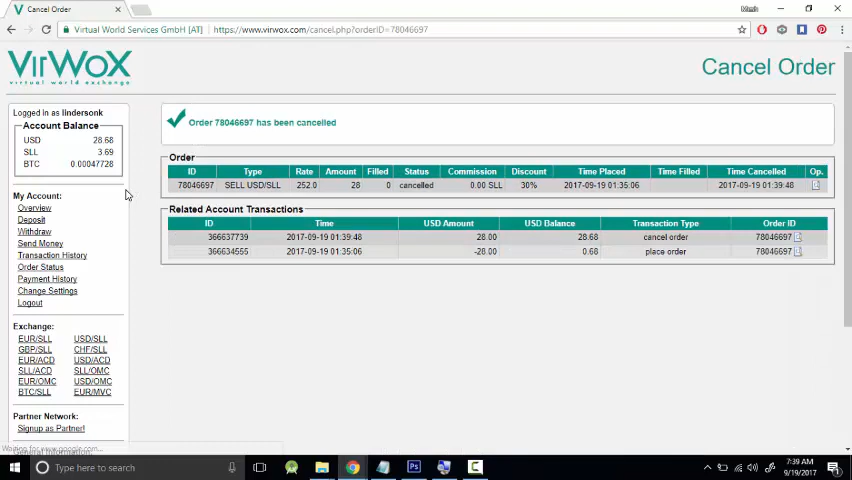 Cancel Order
Virtual World Services GmbH [AT] https://www.virwox.com/cancel.php?orderID=78046697
VirWoX
virtual world exchange
Cancel Order
Logged in as lindersonk
Account Balance
USD 28.68
SLL 3.69
BTC 0.00047728
My Account:
Overview
Deposit
Withdraw
Send Money
Transaction History
Order Status
Payment History
Change Settings
Logout
Exchange:
EUR/SLL USD/SLL
GBP/SLL CHF/SLL
EUR/ACD USD/ACD
SLL/ACD SLL/OMC
EUR/OMC USD/OMC
BTC/SLL EUR/MVC
Partner Network:
Signup as Partner!
Waiting for www.google.com...
Order 78046697 has been cancelled
Order
ID Type Rate Amount Filled Status Commission Discount Time Placed Time Filled Time Cancelled Op.
78046697 SELL USD/SLL 252.0 28 0 cancelled 0.00 SLL 30% 2017-09-19 01:35:06 2017-09-19 01:39:48
Related Account Transactions
ID Time USD Amount USD Balance Transaction Type Order ID
366637739 2017-09-19 01:39:48 28.00 28.68 cancel order 78046697
366634555 2017-09-19 01:35:06 -28.00 0.68 place order 78046697
Type here to search
7:39 AM
9/19/2017